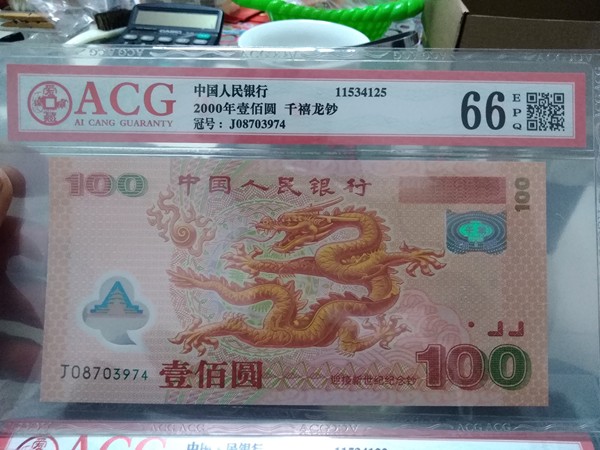 ACG
AI CANG GUARANTY
中国人民银行 11534125
2000年壹佰圆 千禧龙钞
冠号：J08703974
66
EPQ
100 中国人民银行 100
J08703974 壹佰圆
迎接新世纪纪念钞 100
ACG